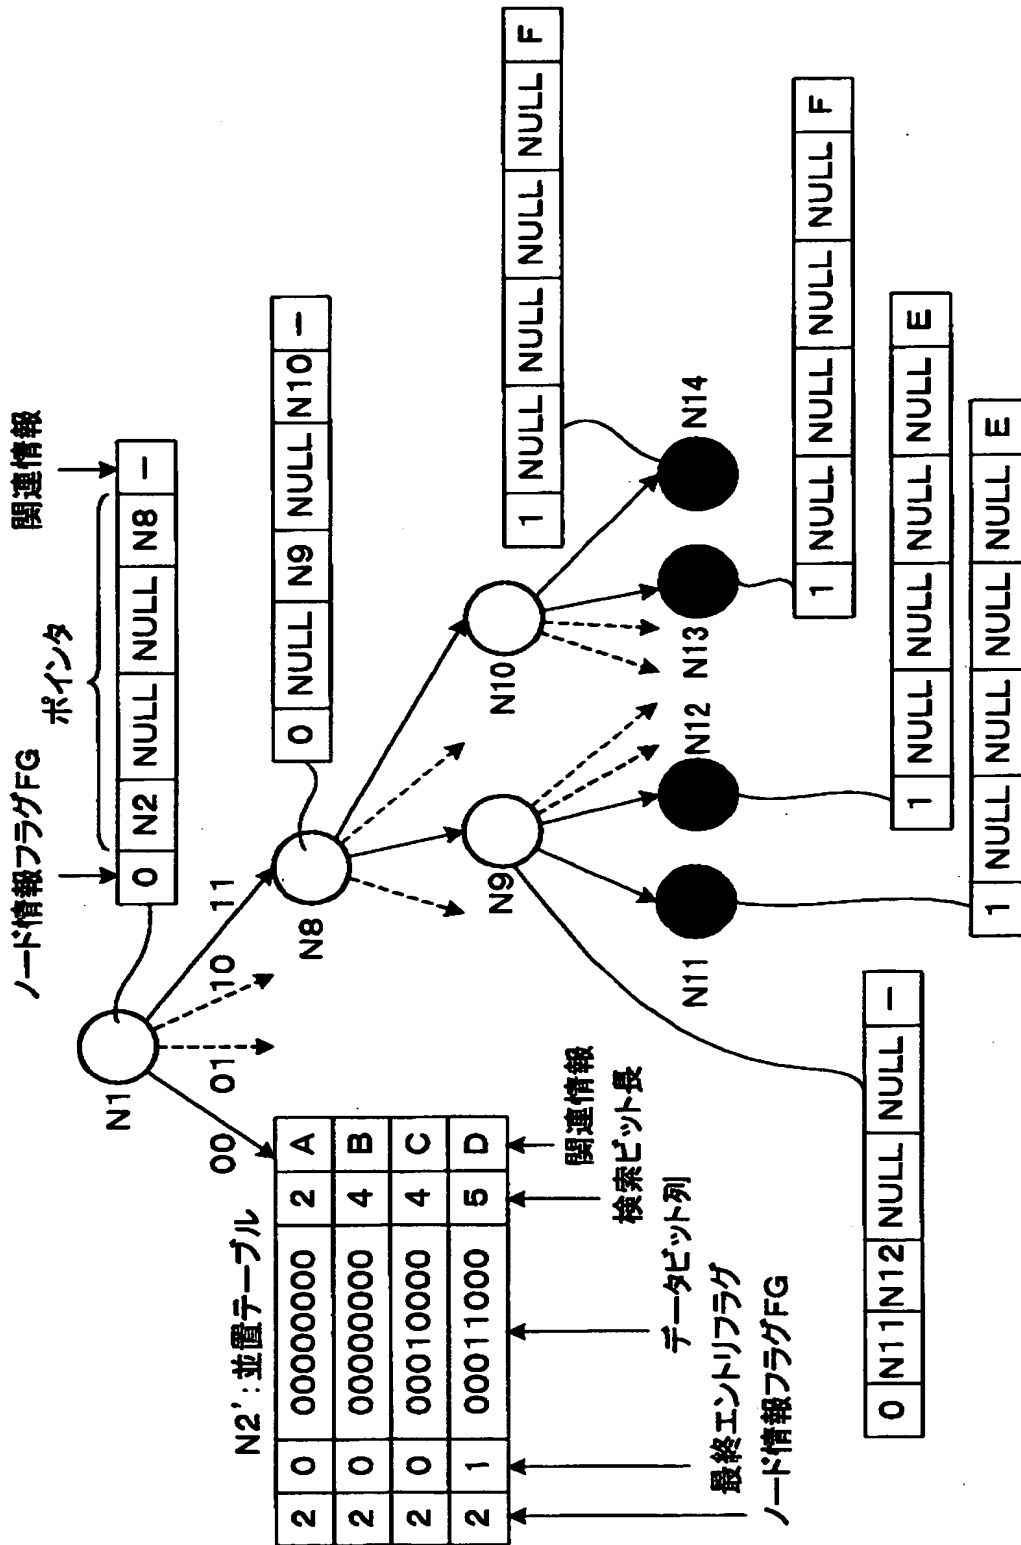 ノード情報フラグFG
ポインタ
関連情報
0 N2 NULL NULL N8 －
N1
00 01 10 11
N2'：並置テーブル
2 0 00000000 2 A
2 0 00000000 4 B
2 0 00010000 4 C
2 1 00011000 5 D
関連情報
検索ビット長
データビット列
最終エントリフラグ
ノード情報フラグFG
N8
0 NULL N9 NULL N10 －
N9
N10
0 N11 N12 NULL NULL －
N11
N12
N13
N14
1 NULL NULL NULL NULL F
1 NULL NULL NULL NULL F
1 NULL NULL NULL NULL E
1 NULL NULL NULL NULL E